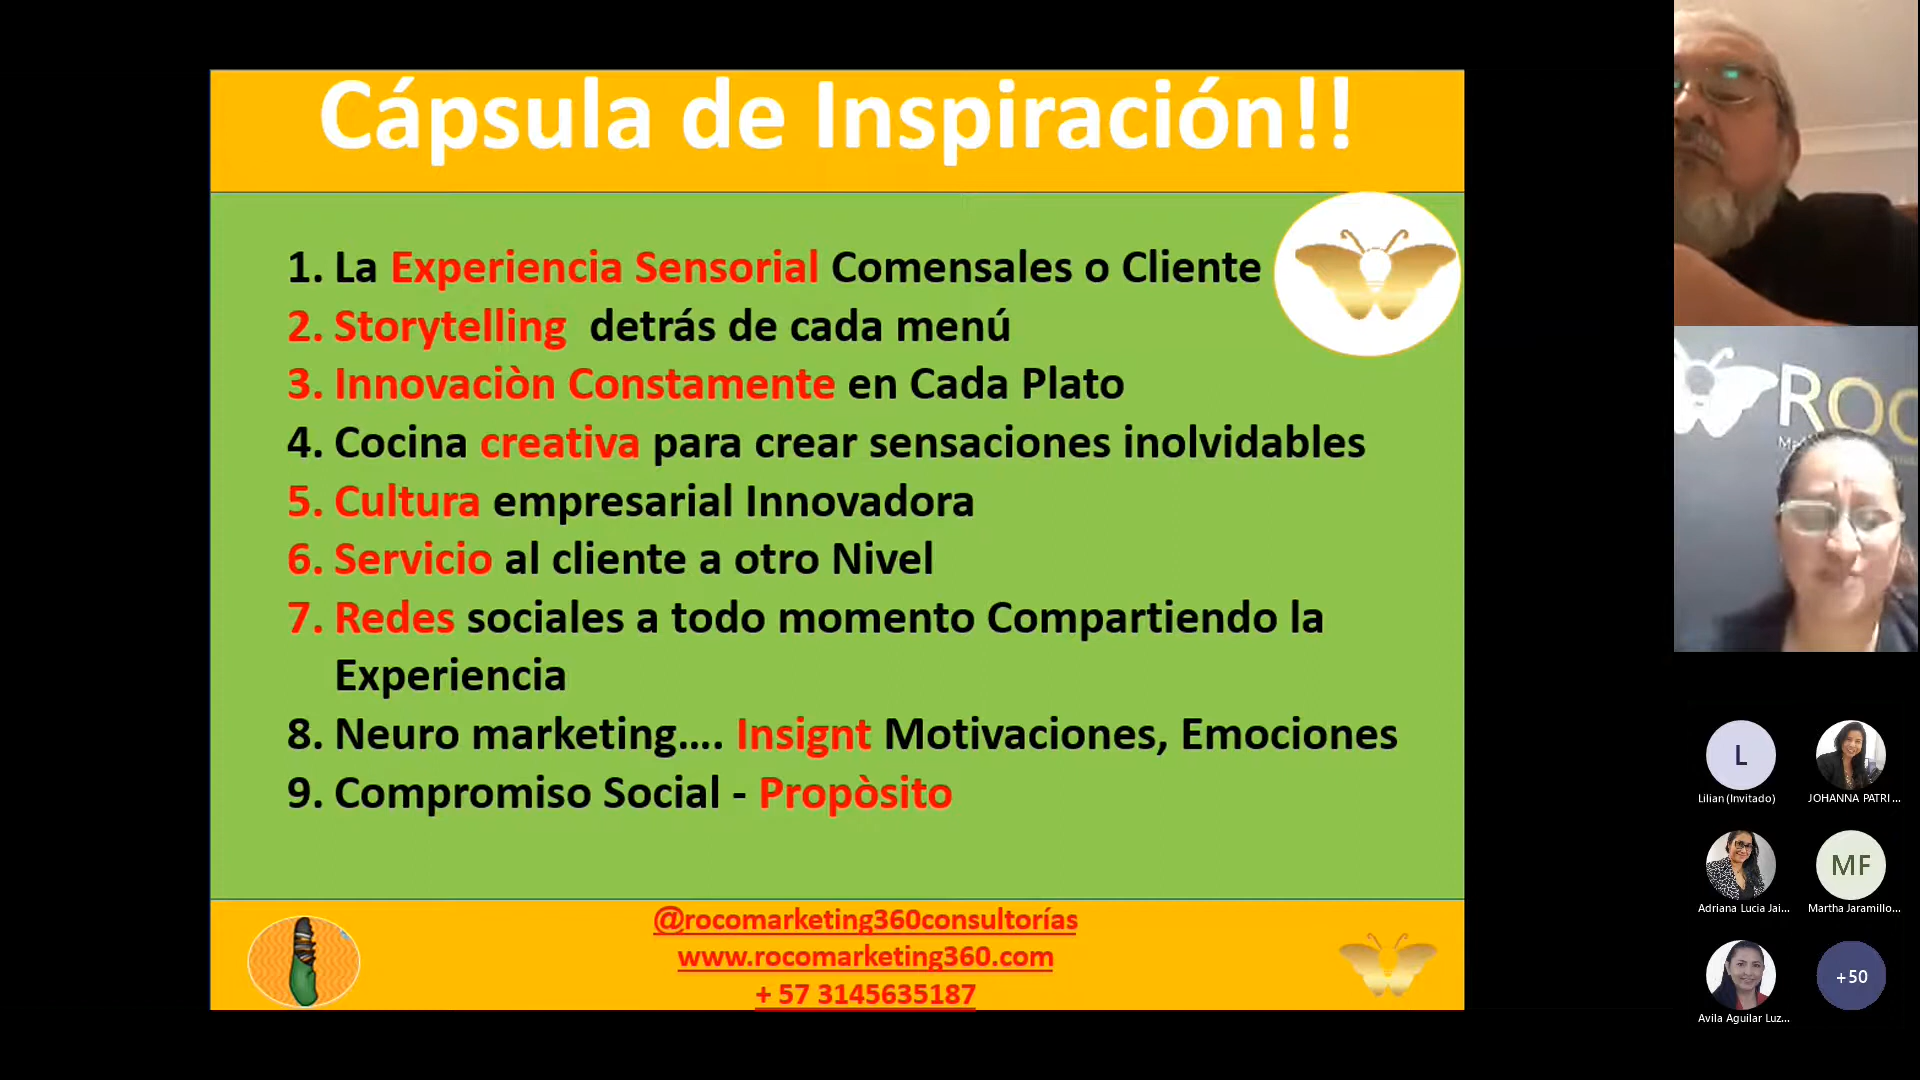 Cápsula de Inspiración!!
1. La Experiencia Sensorial Comensales o Cliente
2. Storytelling detrás de cada menú
3. Innovaciòn Constamente en Cada Plato
4. Cocina creativa para crear sensaciones inolvidables
5. Cultura empresarial Innovadora
6. Servicio al cliente a otro Nivel
7. Redes sociales a todo momento Compartiendo la
Experiencia
8. Neuro marketing.... Insignt Motivaciones, Emociones
9. Compromiso Social - Propòsito
@rocomarketing360consultorías
www.rocomarketing360.com
+ 57 3145635187
ROC
L
Lilian (Invitado)
JOHANNA PATRI...
Adriana Lucia Jai...
MF
Martha Jaramillo...
Avila Aguilar Luz...
+50